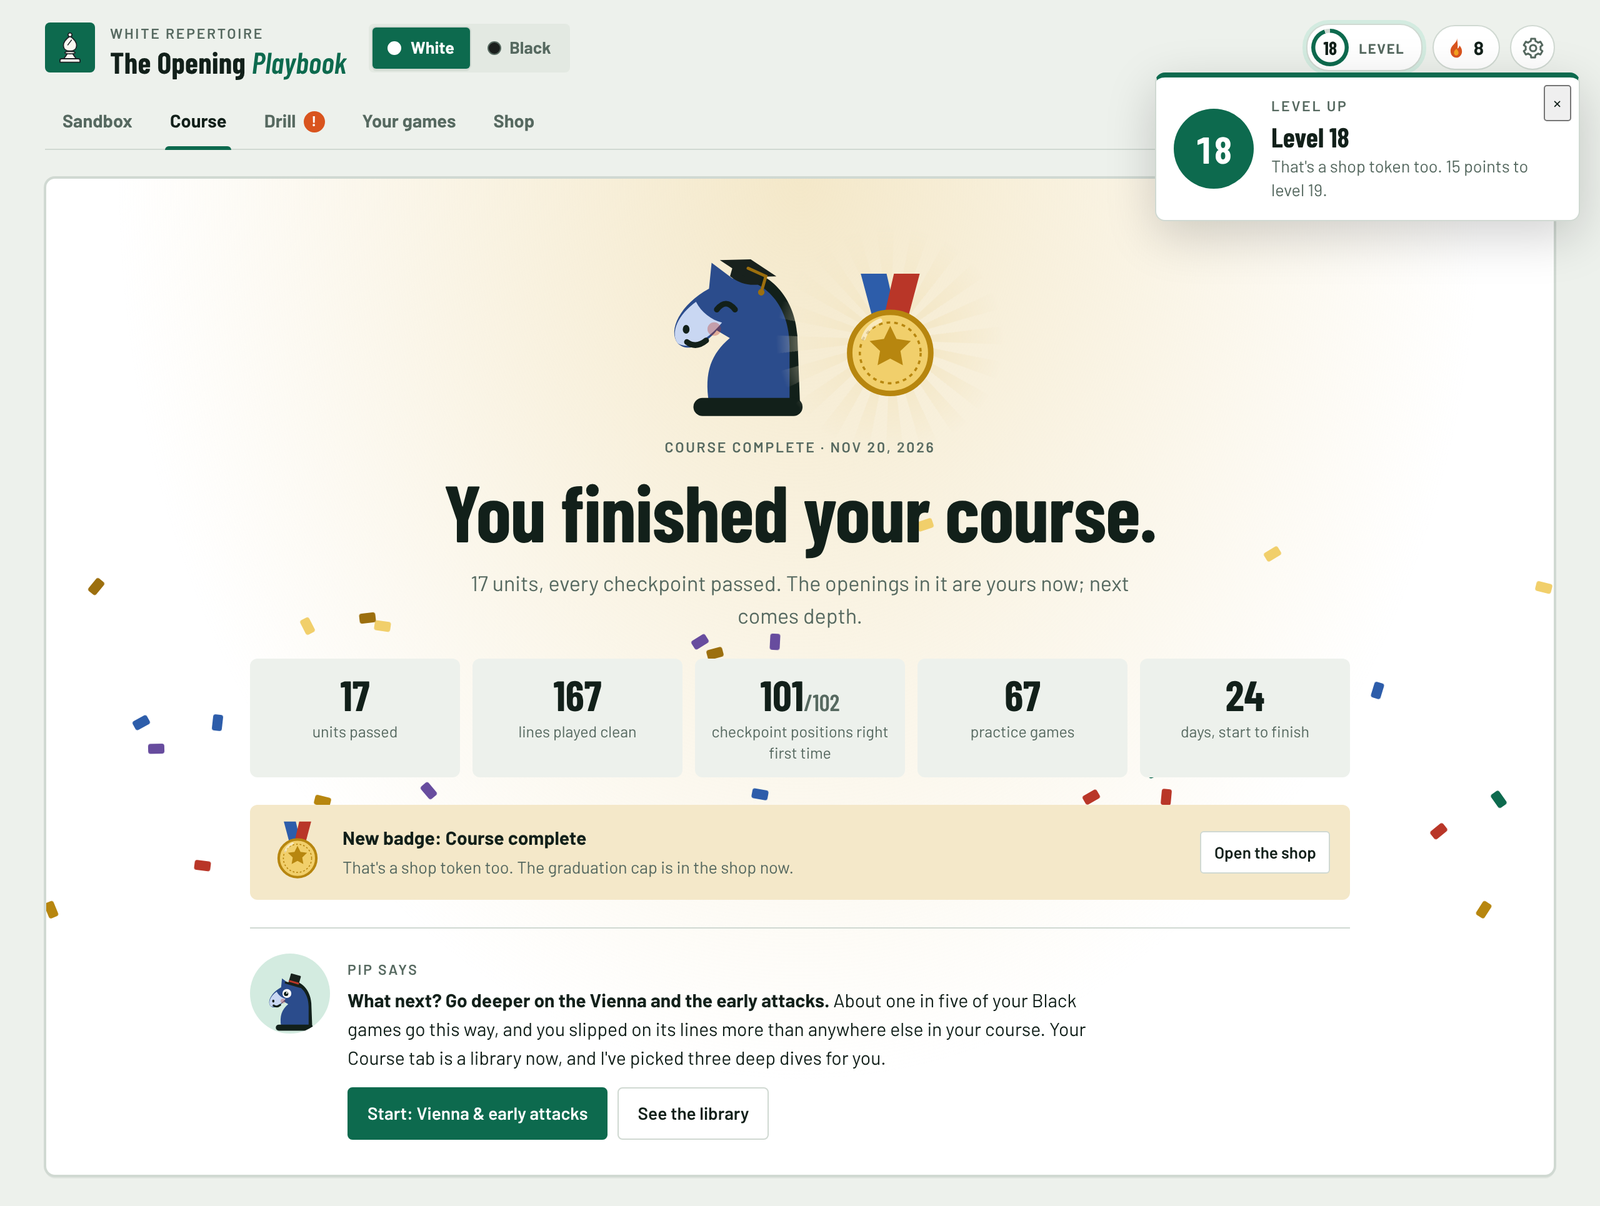 WHITE REPERTOIRE
The Opening Playbook
White
Black
18 LEVEL
8
Sandbox
Course
Drill !
Your games
Shop
LEVEL UP
×
18
Level 18
That's a shop token too. 15 points to
level 19.
COURSE COMPLETE · NOV 20, 2026
You finished your course.
17 units, every checkpoint passed. The openings in it are yours now; next
comes depth.
17
units passed
167
lines played clean
101/102
checkpoint positions right
first time
67
practice games
24
days, start to finish
New badge: Course complete
That's a shop token too. The graduation cap is in the shop now.
Open the shop
PIP SAYS
What next? Go deeper on the Vienna and the early attacks. About one in five of your Black
games go this way, and you slipped on its lines more than anywhere else in your course. Your
Course tab is a library now, and I've picked three deep dives for you.
Start: Vienna & early attacks
See the library